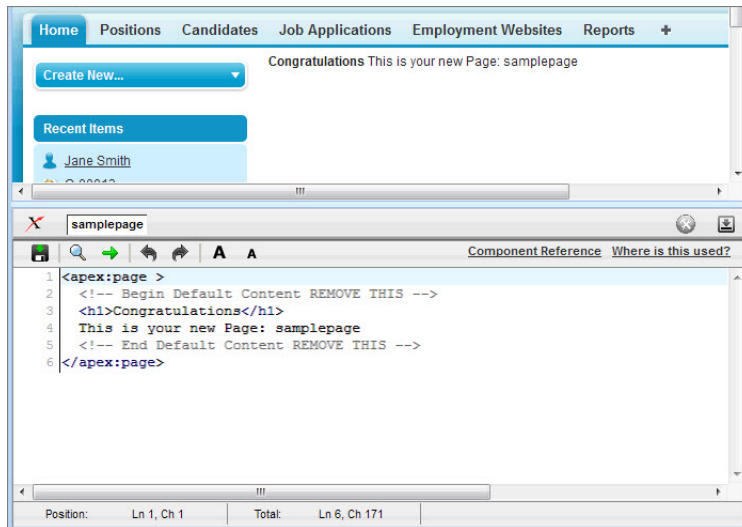 Home Positions Candidates Job Applications Employment Websites Reports +
Create New...
Congratulations This is your new Page: samplepage
Recent Items
Jane Smith
samplepage
A A Component Reference Where is this used?
1 <apex:page >
2 <!-- Begin Default Content REMOVE THIS -->
3 <h1>Congratulations</h1>
4 This is your new Page: samplepage
5 <!-- End Default Content REMOVE THIS -->
6 </apex:page>
Position: Ln 1, Ch 1 Total: Ln 6, Ch 171